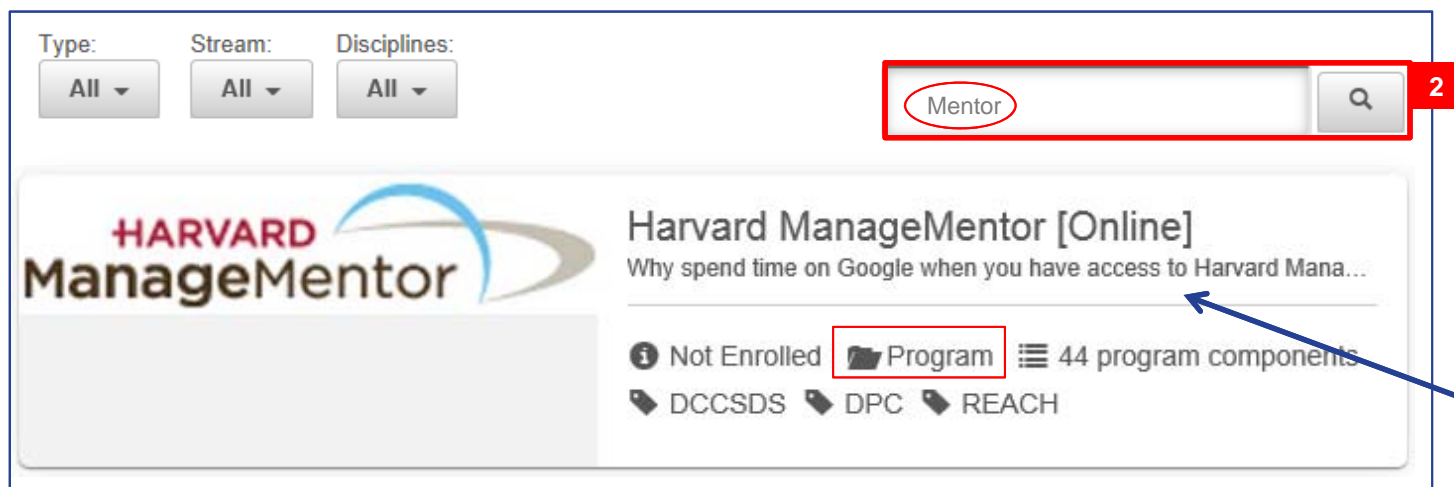 Type: Stream: Disciplines:
All All All
Mentor
2
HARVARD
ManageMentor
Harvard ManageMentor [Online]
Why spend time on Google when you have access to Harvard Mana...
Not Enrolled Program 44 program components
DCCSDS DPC REACH